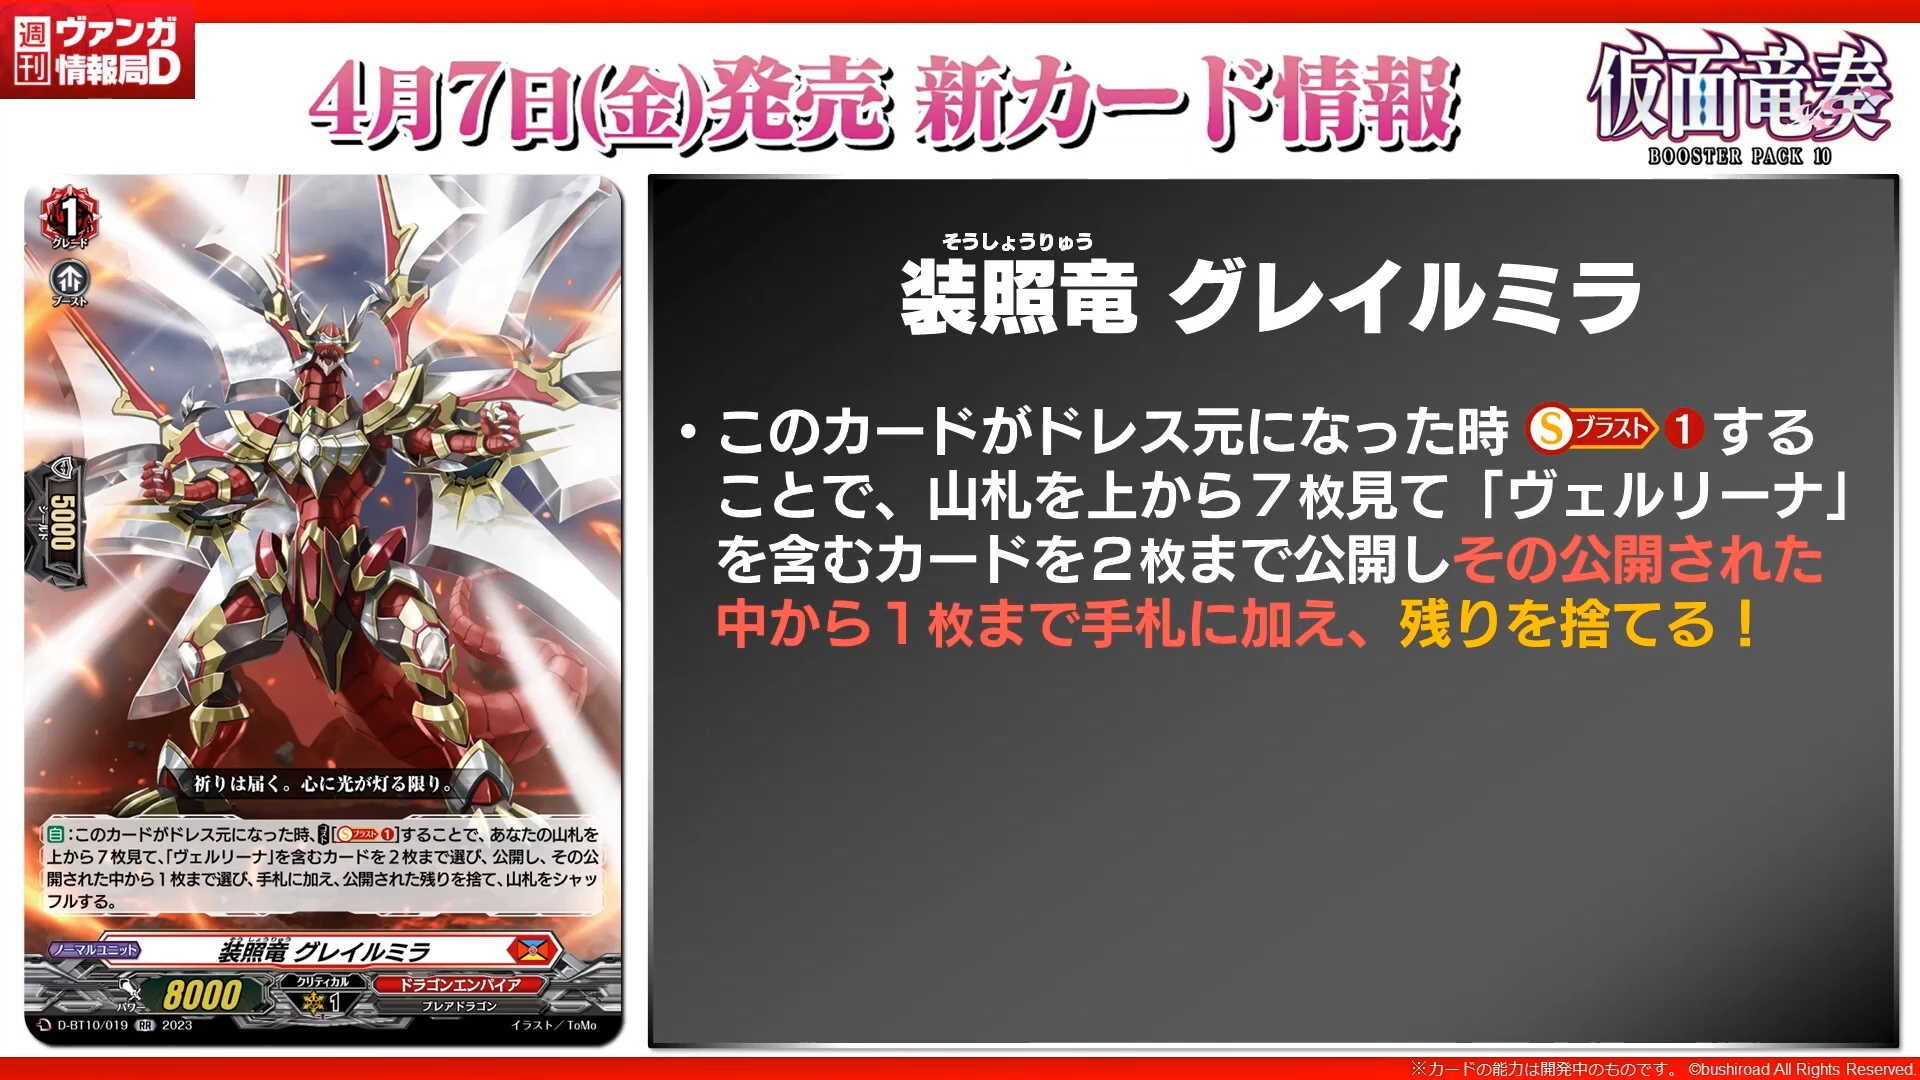 週刊
ヴァンガ
情報局D
4月7日(金)発売 新カード情報
仮面竜奏
BOOSTER PACK 10
1
グレード
ブースト
5000
シールド
祈りは届く。心に光が灯る限り。
自:このカードがドレス元になった時、コスト[Sブラスト1]することで、あなたの山札を
上から7枚見て、「ヴェルリーナ」を含むカードを2枚まで選び、公開し、その公
開された中から1枚まで選び、手札に加え、公開された残りを捨て、山札をシャッ
フルする。
そうしょうりゅう
ノーマルユニット 装照竜 グレイルミラ
パワー 8000 クリティカル 1 ドラゴンエンパイア
フレアドラゴン
D-BT10/019 RR 2023 イラスト/ToMo
そうしょうりゅう
装照竜 グレイルミラ
・このカードがドレス元になった時 Sブラスト 1 する
ことで、山札を上から7枚見て「ヴェルリーナ」
を含むカードを2枚まで公開しその公開された
中から1枚まで手札に加え、残りを捨てる!
※カードの能力は開発中のものです。 ©bushiroad All Rights Reserved.